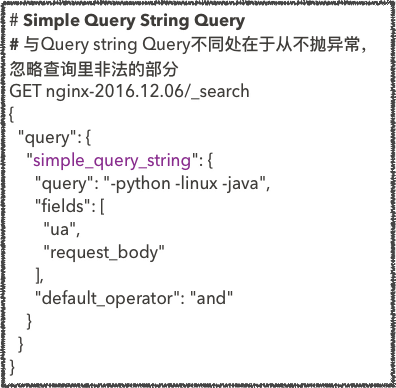 # Simple Query String Query
# 与Query string Query不同处在于从不抛异常，
忽略查询里非法的部分
GET nginx-2016.12.06/_search
{
  "query": {
    "simple_query_string": {
      "query": "-python -linux -java",
      "fields": [
        "ua",
        "request_body"
      ],
      "default_operator": "and"
    }
  }
}